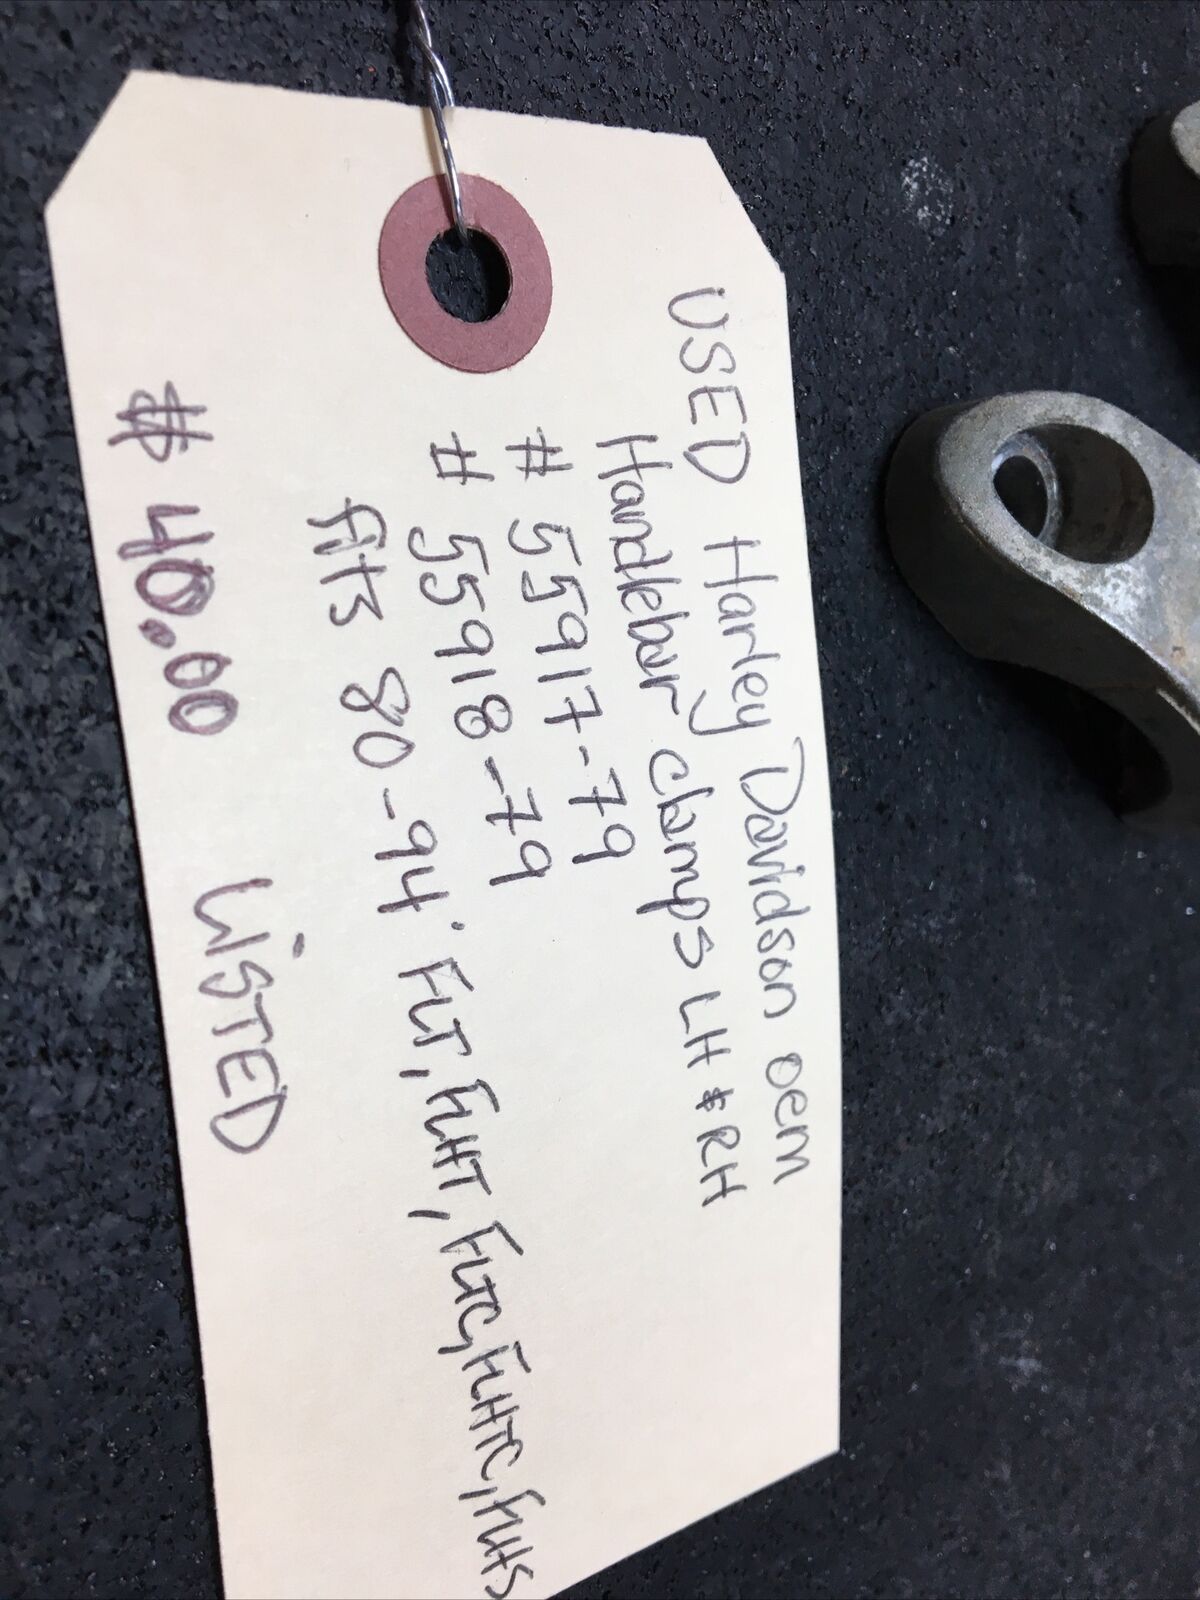 USED Harley Davidson oem
Handlebar clamps LH & RH
# 55917-79
# 55918-79
fits 80-94' FLT, FLHT, FLTC, FLHTC, FLHS
$ 40.00 LiSTED